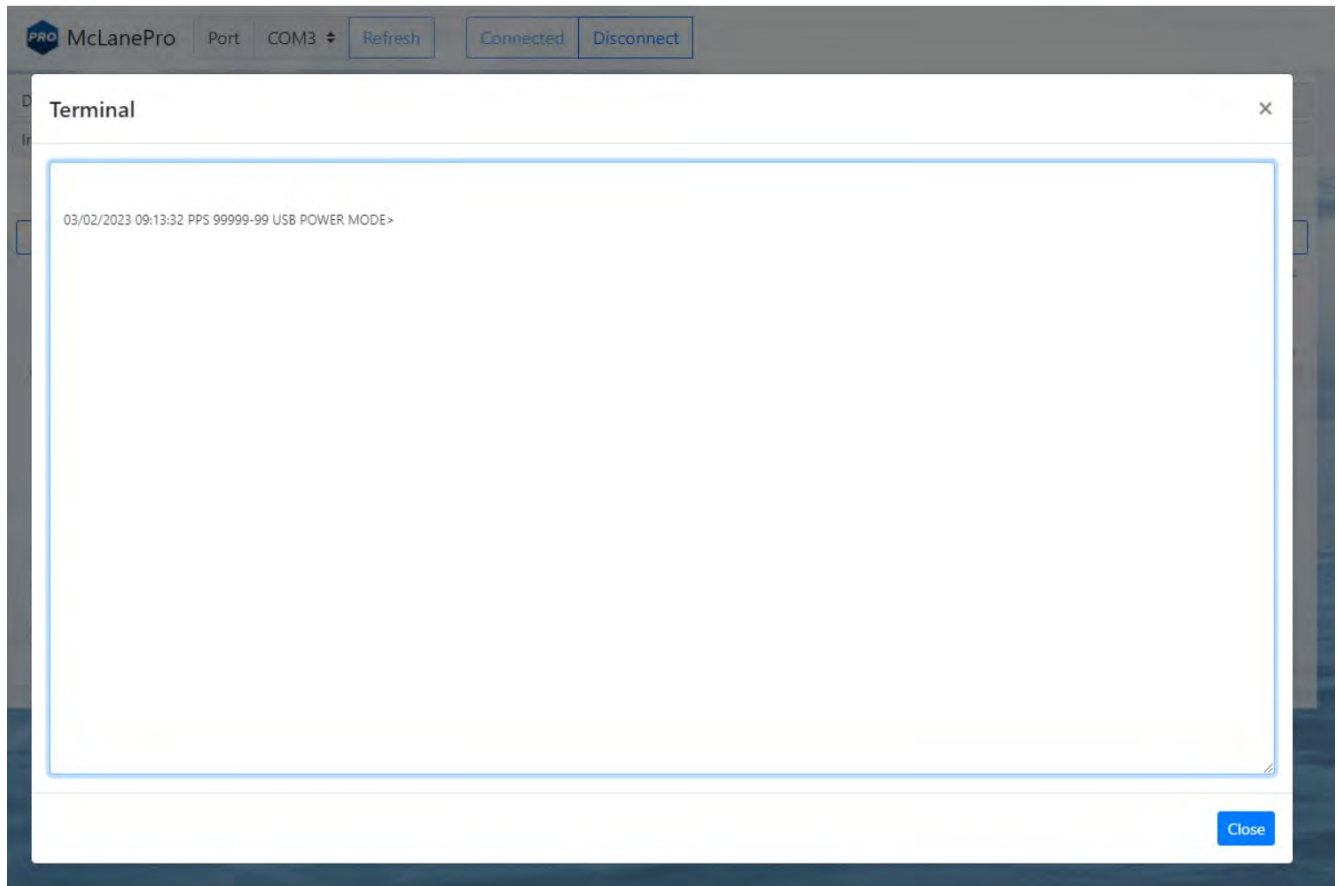 PRO McLanePro Port COM3 Refresh Connected Disconnect
Terminal ×
03/02/2023 09:13:32 PPS 99999-99 USB POWER MODE>
Close